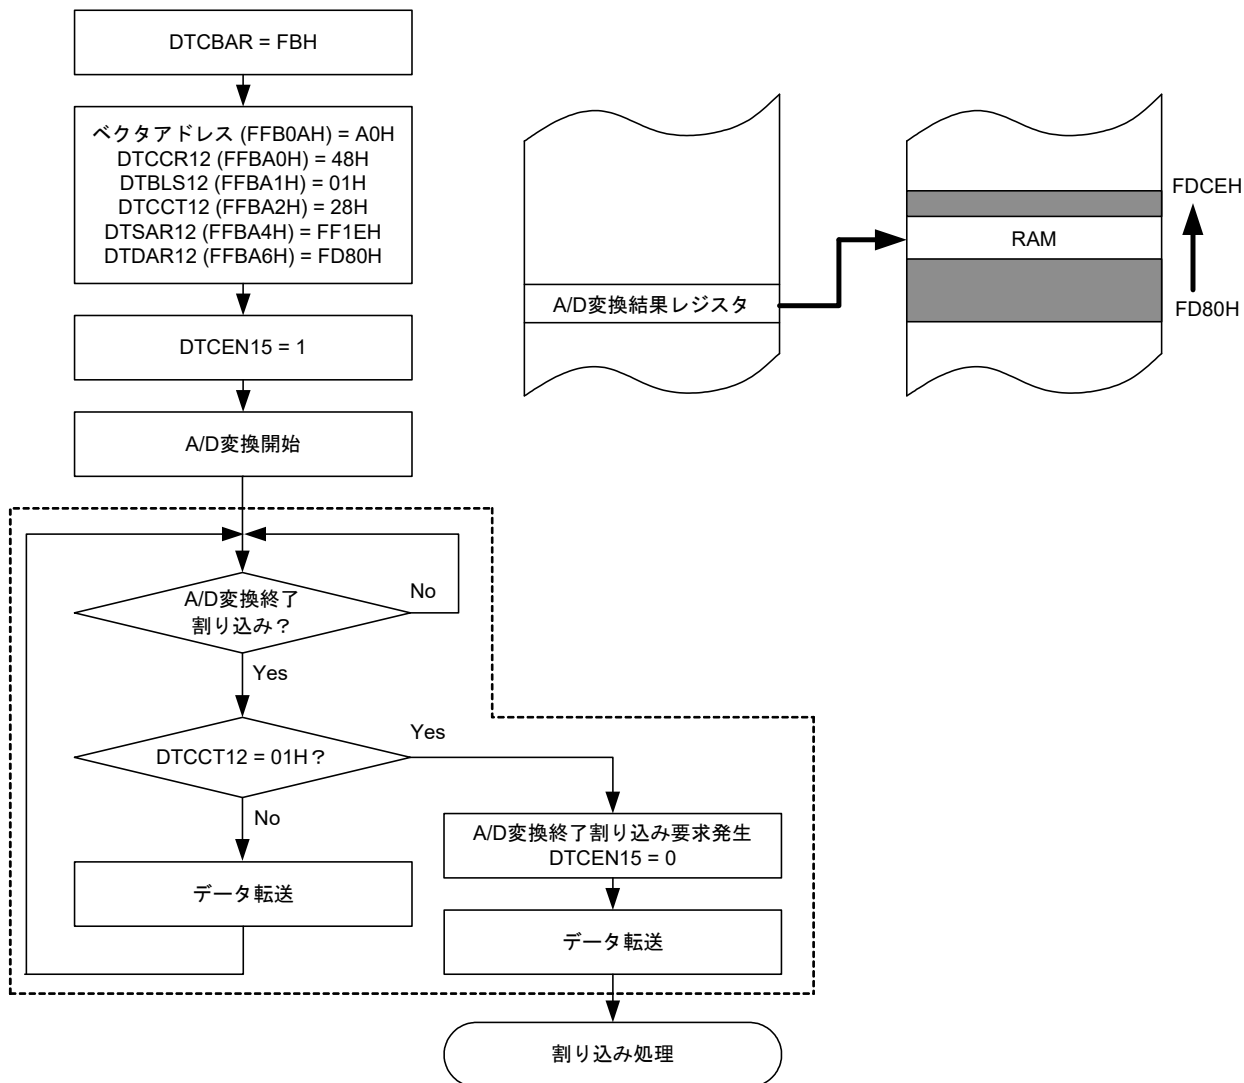 DTCBAR = FBH
ベクタアドレス (FFB0AH) = A0H
DTCCR12 (FFBA0H) = 48H
DTBLS12 (FFBA1H) = 01H
DTCCT12 (FFBA2H) = 28H
DTSAR12 (FFBA4H) = FF1EH
DTDAR12 (FFBA6H) = FD80H
DTCEN15 = 1
A/D変換開始
A/D変換終了
割り込み？
No
Yes
DTCCT12 = 01H？
Yes
No
データ転送
A/D変換終了割り込み要求発生
DTCEN15 = 0
データ転送
割り込み処理
A/D変換結果レジスタ
RAM
FDCEH
FD80H